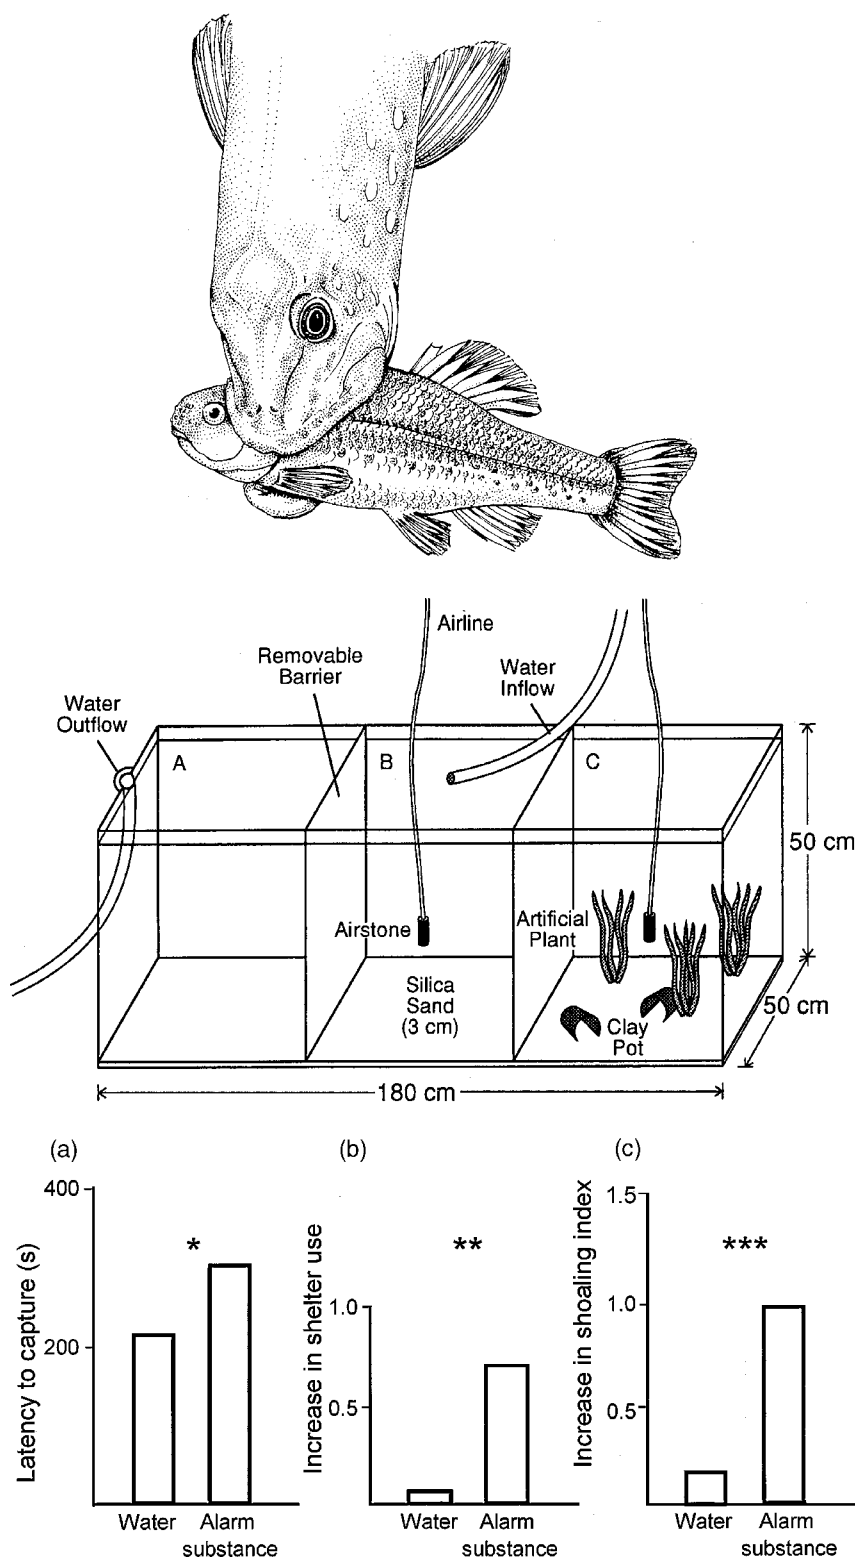 Airline
Removable
Barrier
Water
Inflow
Water
Outflow
A
B
C
50 cm
Airstone
Artificial
Plant
Silica
Sand
(3 cm)
Clay
Pot
50 cm
180 cm
(a)
(b)
(c)
Latency to capture (s)
400
200
*
Water
Alarm
substance
Increase in shelter use
1.0
0.5
**
Water
Alarm
substance
Increase in shoaling index
1.5
1.0
0.5
***
Water
Alarm
substance